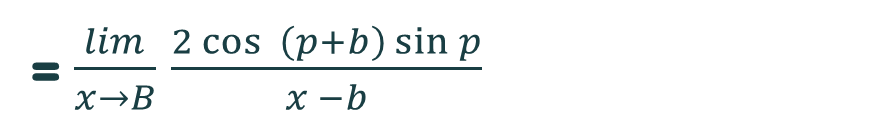 = lim 2 cos (p+b) sin p
x→B x −b